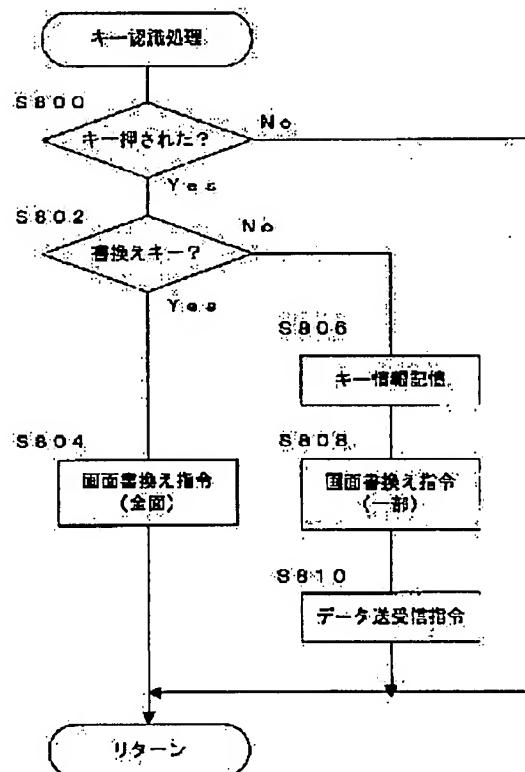 キー認識処理
S800
キー押された?
No
Yes
S802
書換えキー?
No
Yes
S806
キー情報記憶
S804
画面書換え指令
(全面)
S808
画面書換え指令
(一部)
S810
データ送受信指令
リターン